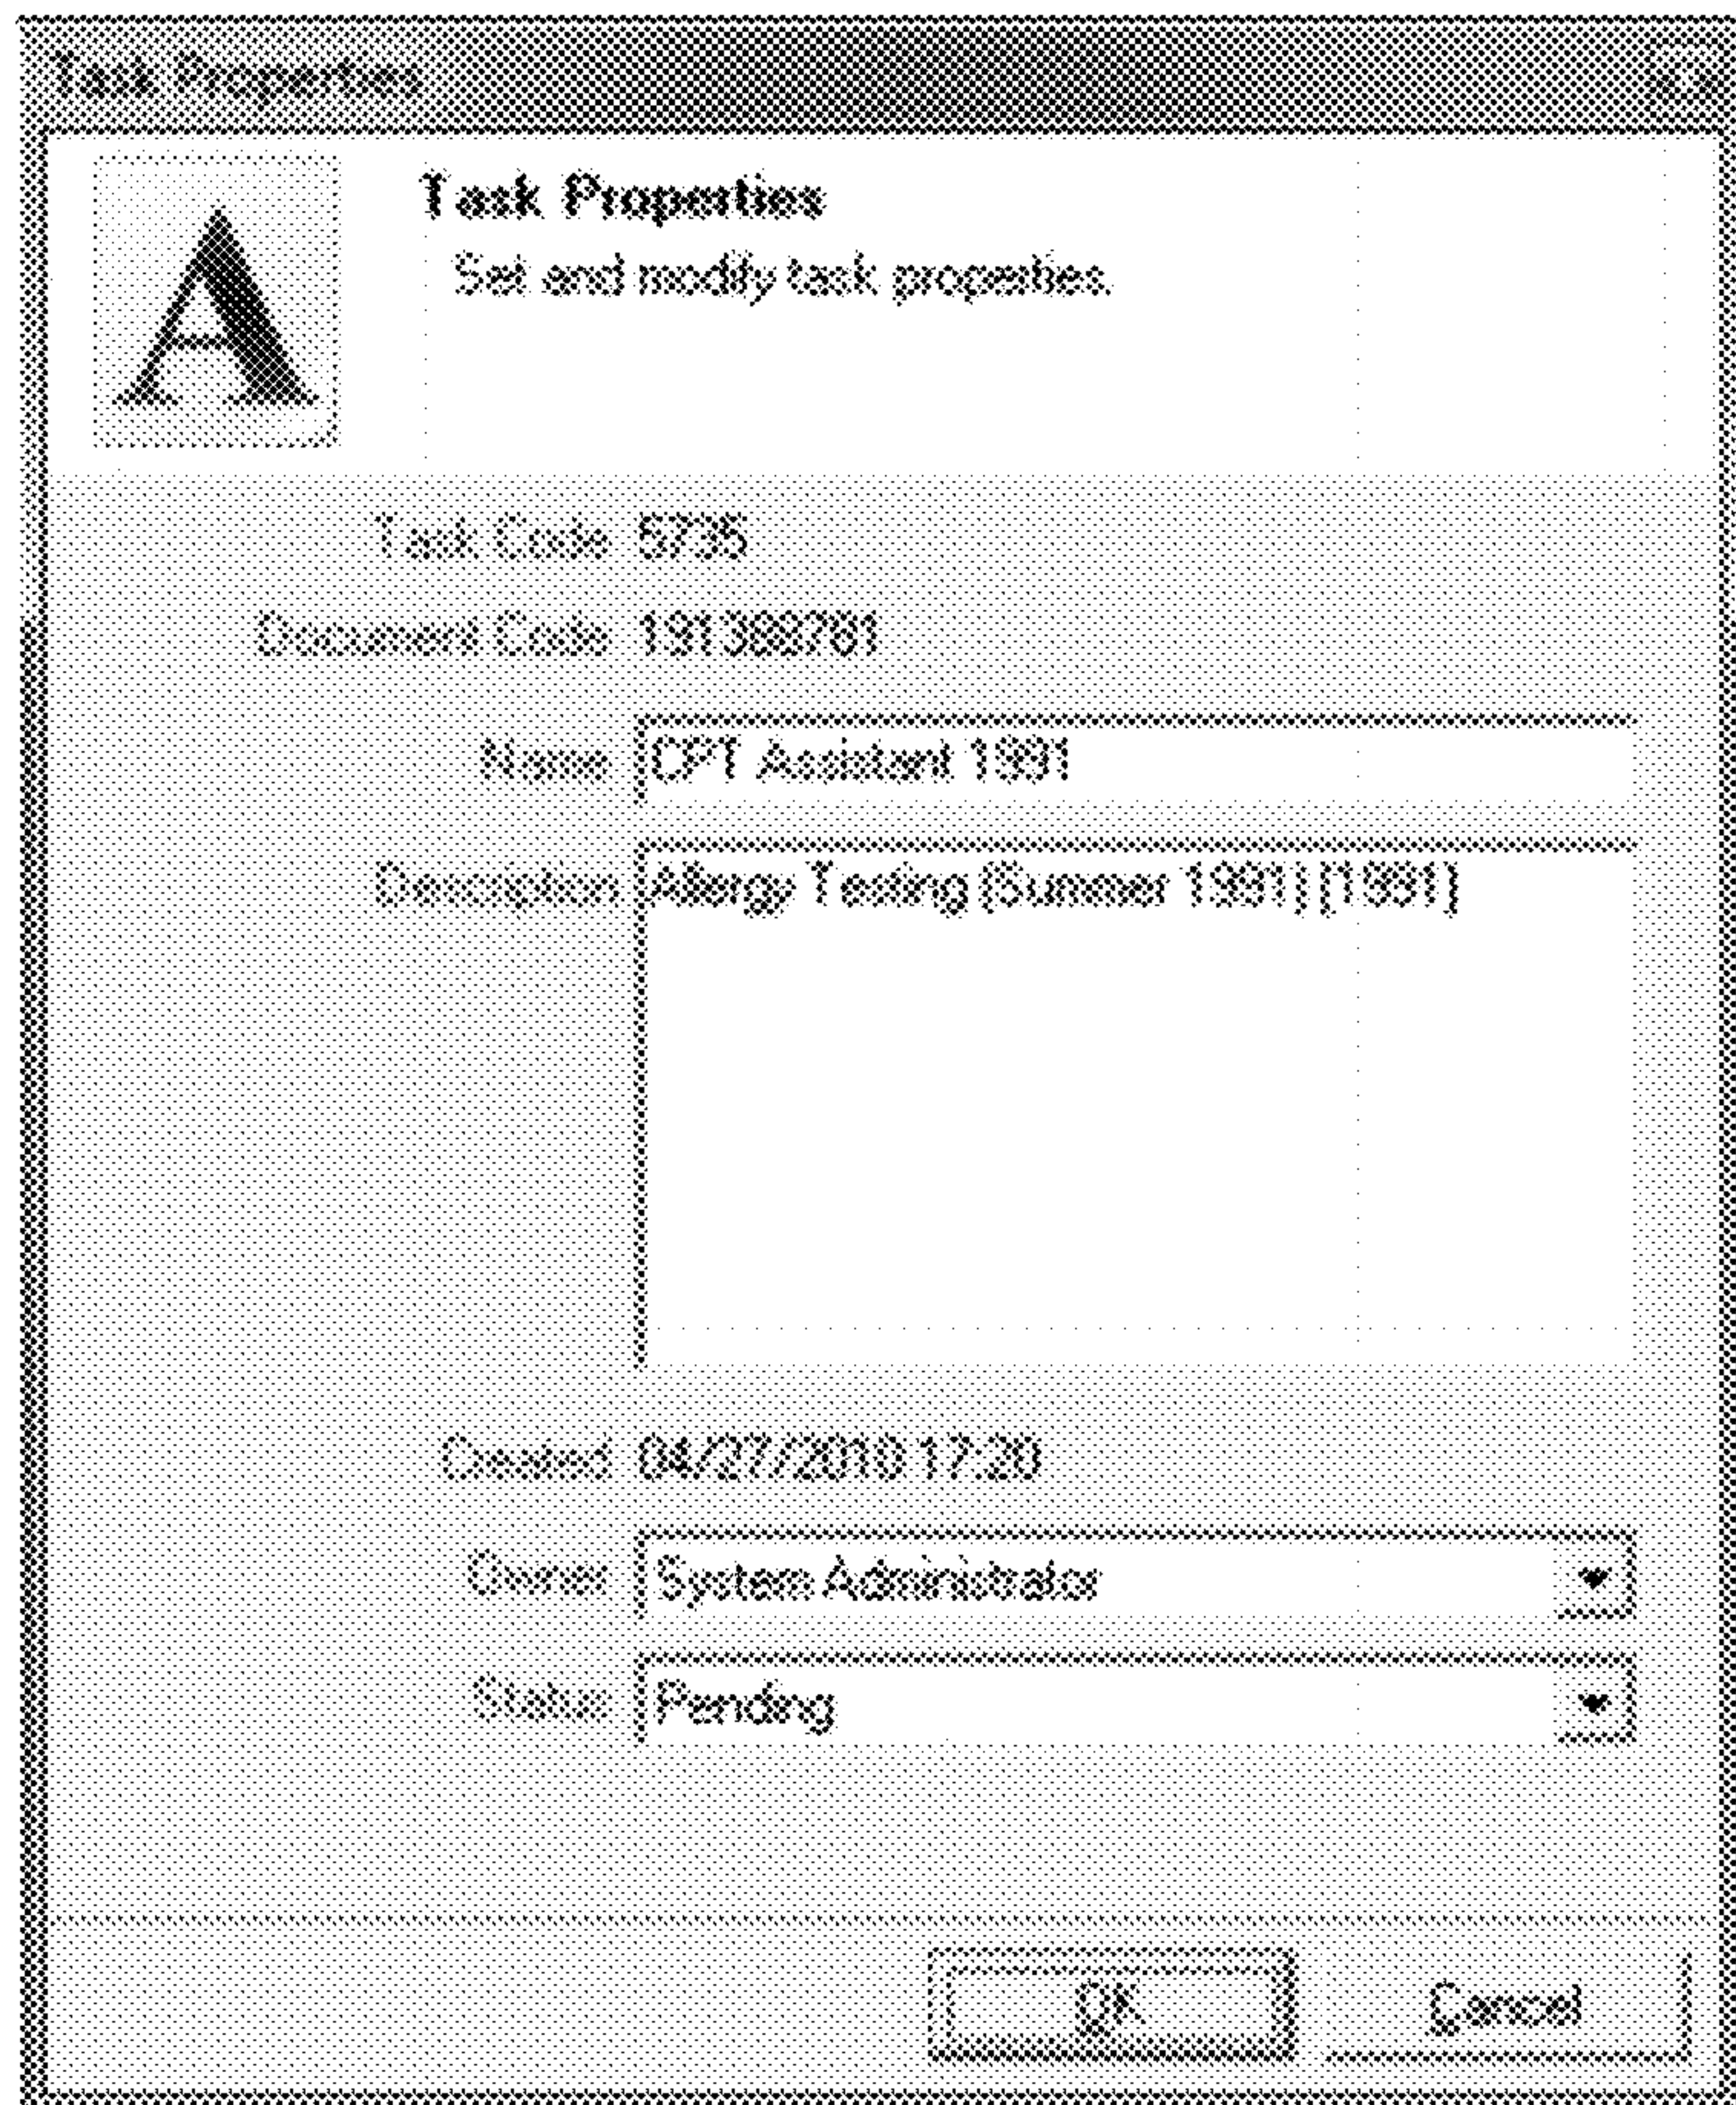 Task Properties
A
Task Properties
Set and modify task properties
Task Code 5735
Document Code 191388781
Name CPT Assistant 1991
Description Allergy Testing (Summer 1991) [1991]
Created 04/27/2010 17:20
Owner System Administrator
Status Pending
OK Cancel